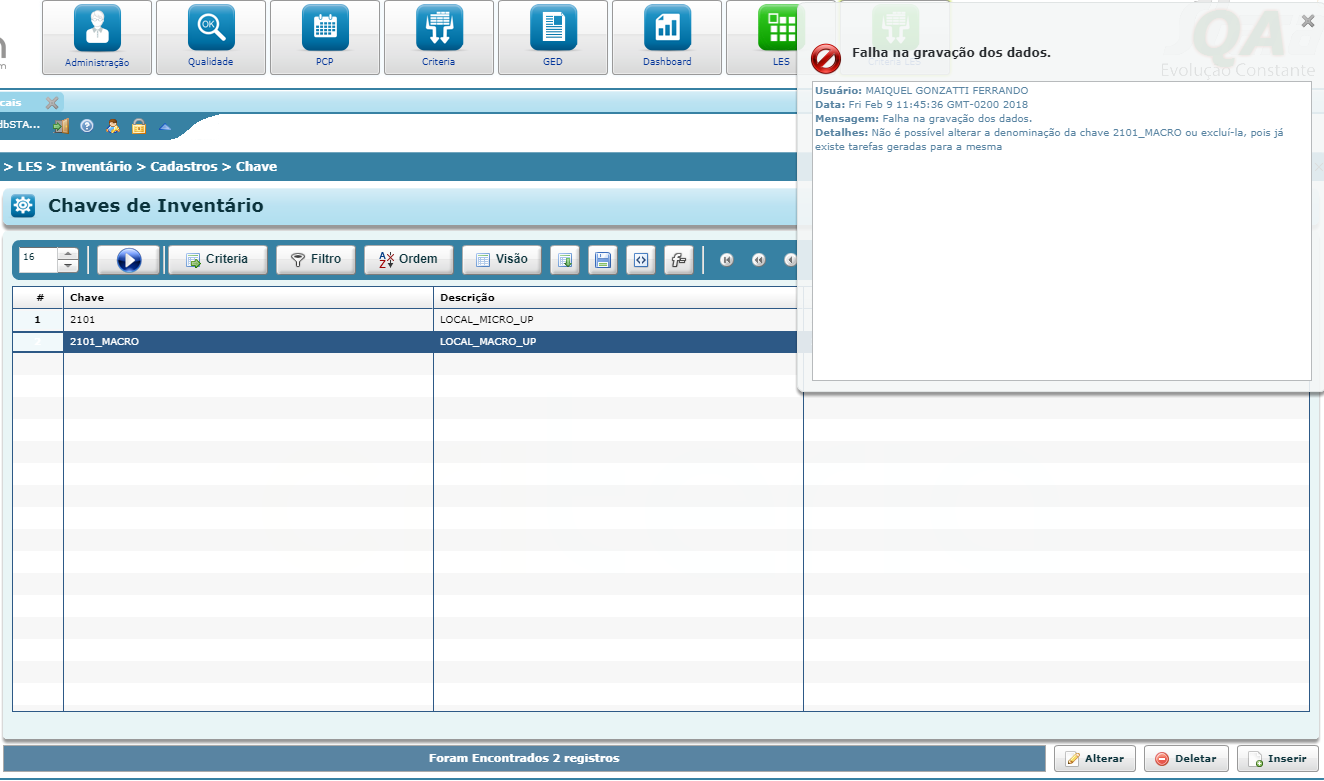 Administração
Qualidade
PCP
Criteria
GED
Dashboard
LES
Criteria LES
QA
Evolução Constante
Falha na gravação dos dados.
Usuário: MAIQUEL GONZATTI FERRANDO
Data: Fri Feb 9 11:45:36 GMT-0200 2018
Mensagem: Falha na gravação dos dados.
Detalhes: Não é possível alterar a denominação da chave 2101_MACRO ou excluí-la, pois já
existe tarefas geradas para a mesma
cais
dbSTA...
> LES > Inventário > Cadastros > Chave
Chaves de Inventário
16
Criteria
Filtro
Ordem
Visão
# Chave Descrição
1 2101 LOCAL_MICRO_UP
2 2101_MACRO LOCAL_MACRO_UP
Foram Encontrados 2 registros
Alterar
Deletar
Inserir